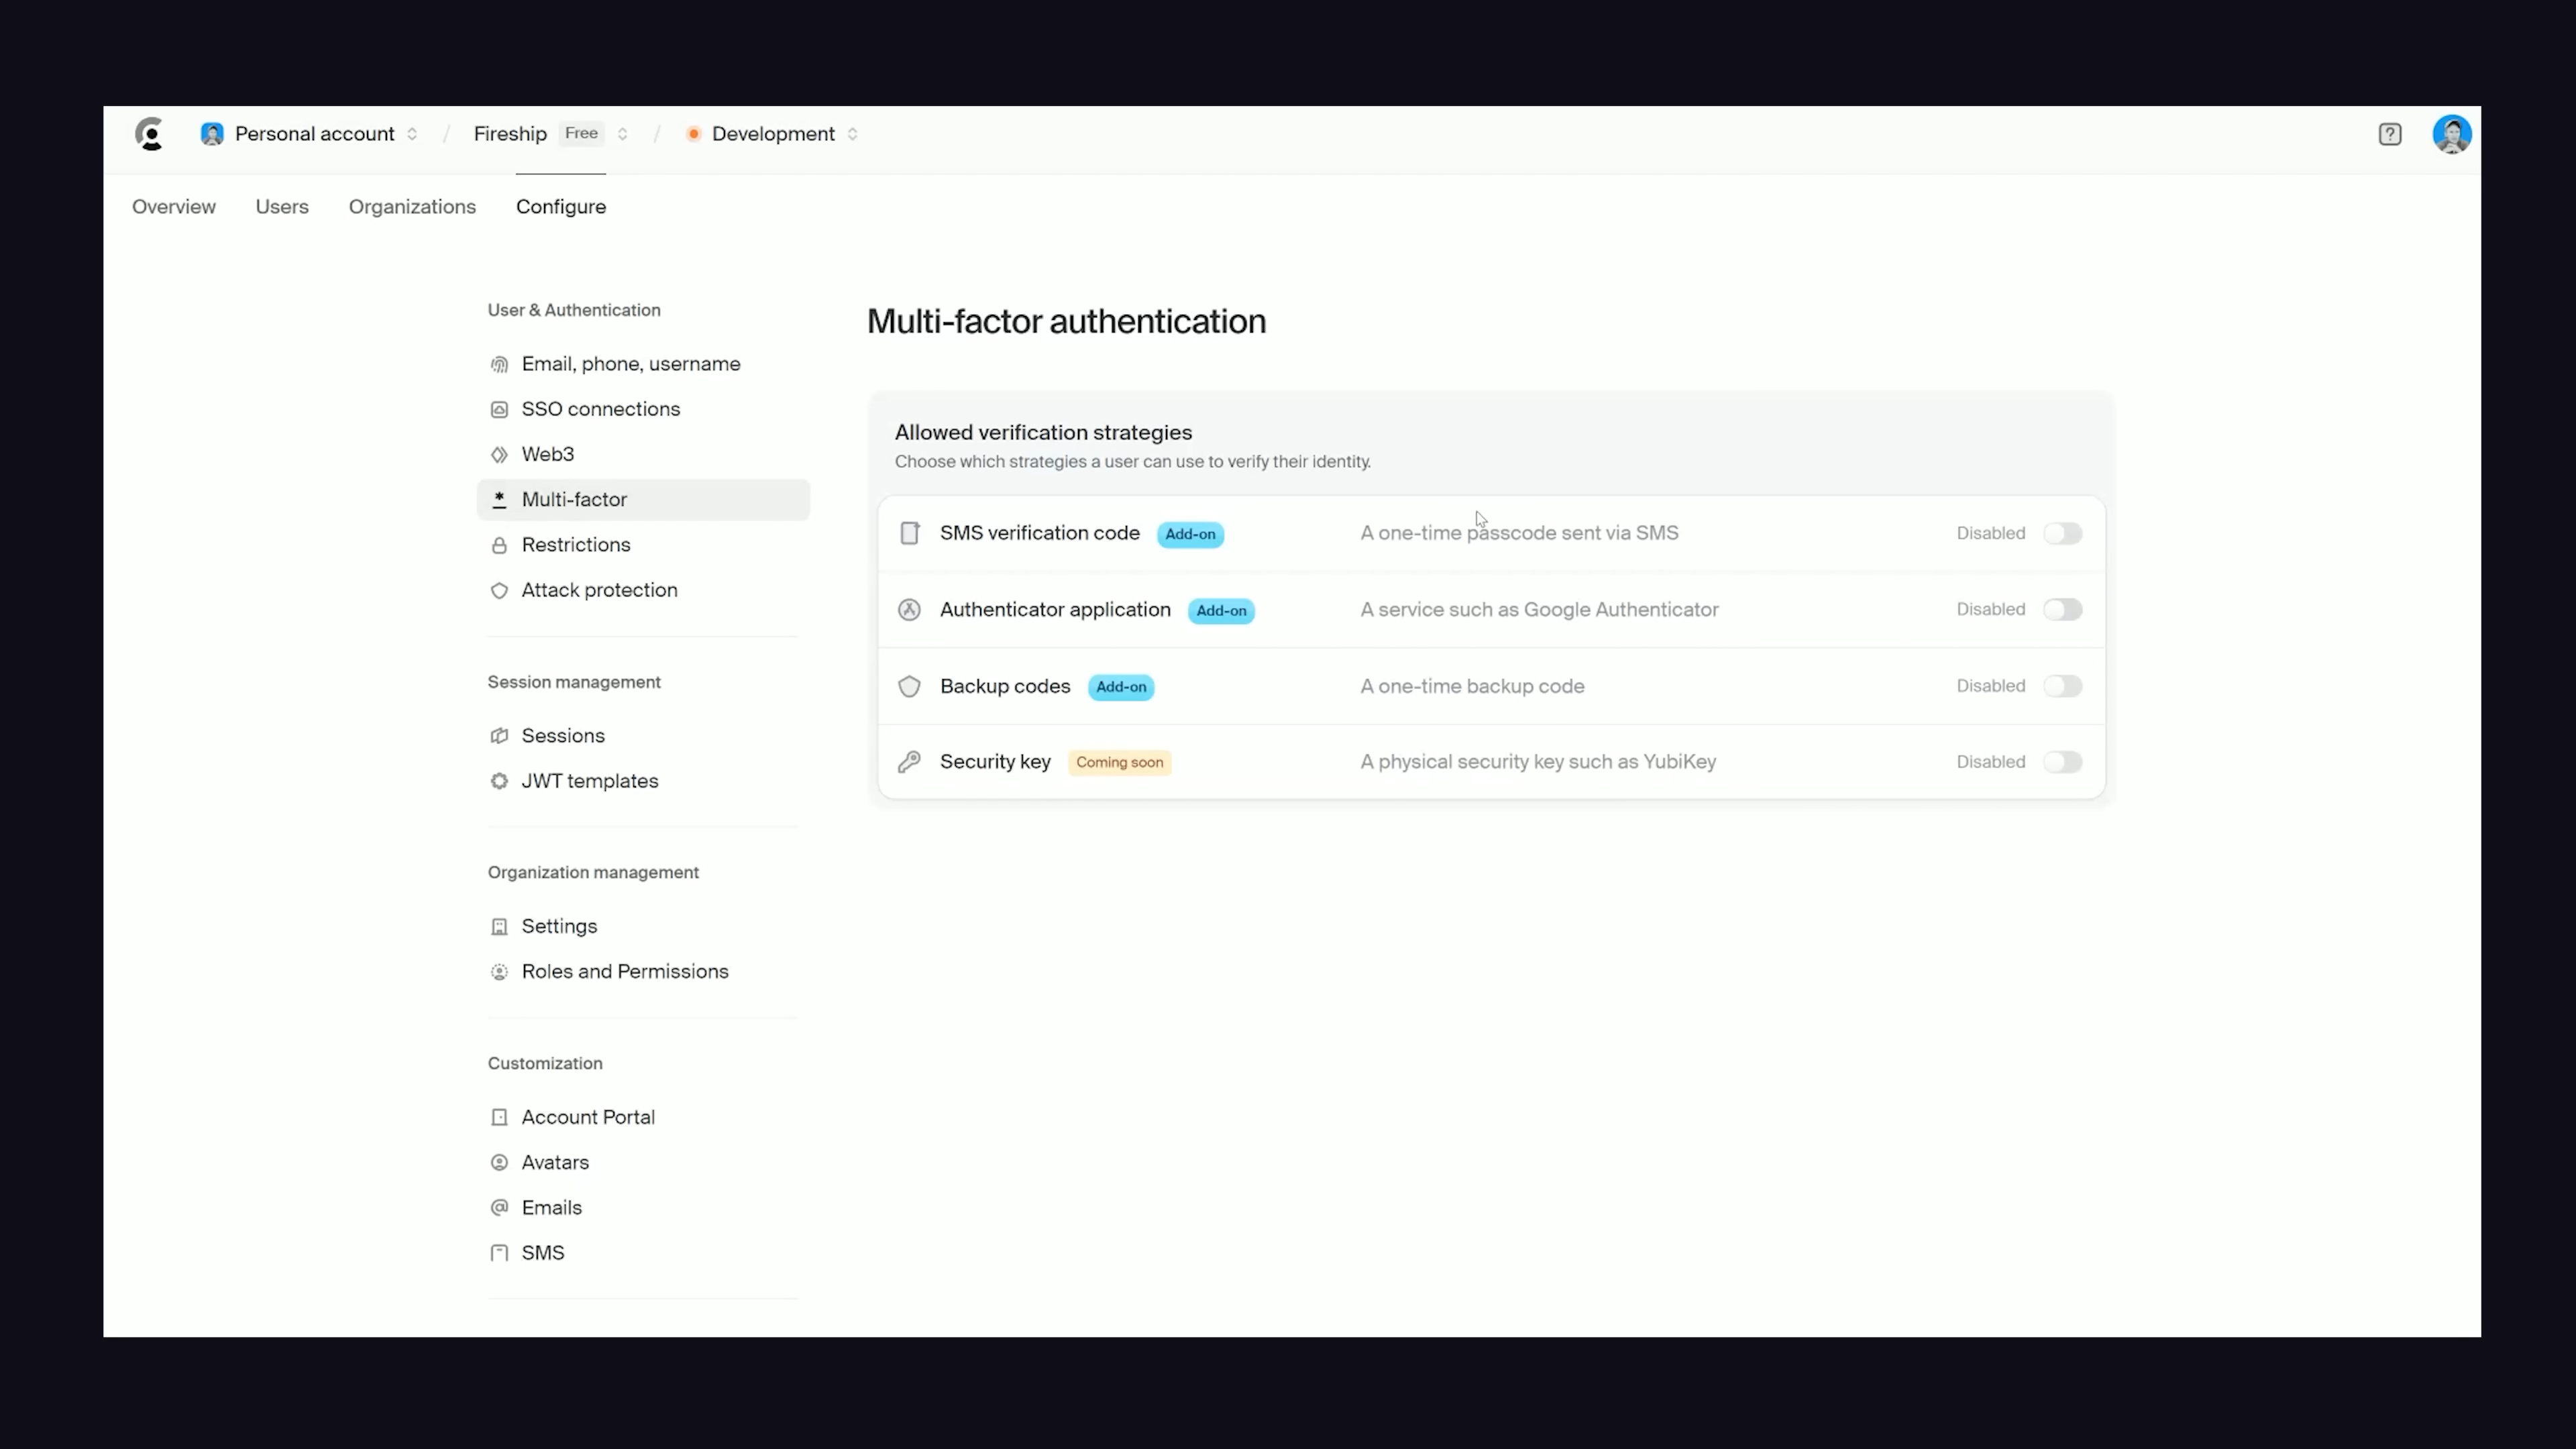 Personal account / Fireship Free / Development
Overview Users Organizations Configure
User & Authentication
Email, phone, username
SSO connections
Web3
Multi-factor
Restrictions
Attack protection
Session management
Sessions
JWT templates
Organization management
Settings
Roles and Permissions
Customization
Account Portal
Avatars
Emails
SMS
Multi-factor authentication
Allowed verification strategies
Choose which strategies a user can use to verify their identity.
SMS verification code Add-on A one-time passcode sent via SMS Disabled
Authenticator application Add-on A service such as Google Authenticator Disabled
Backup codes Add-on A one-time backup code Disabled
Security key Coming soon A physical security key such as YubiKey Disabled